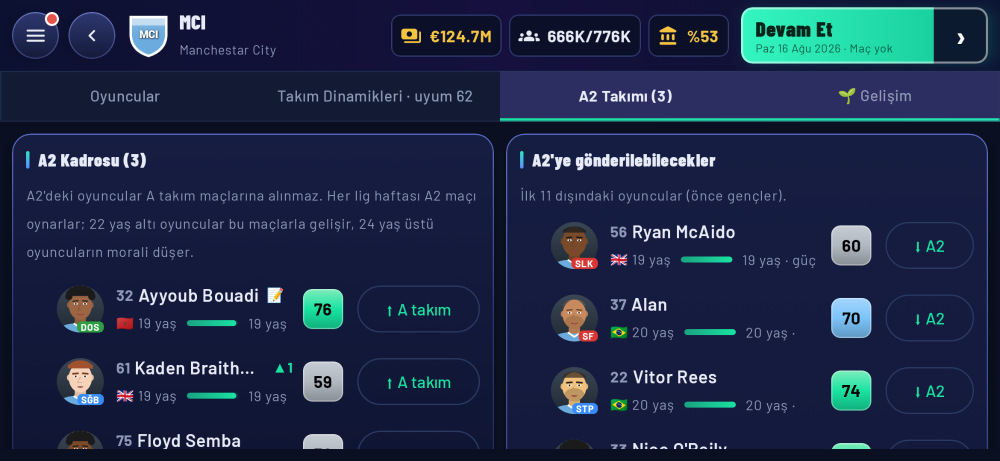 MCI
MCI
Manchestar City
€124.7M
666K/776K
%53
Devam Et
Paz 16 Ağu 2026 · Maç yok
Oyuncular
Takım Dinamikleri · uyum 62
A2 Takımı (3)
Gelişim
A2 Kadrosu (3)
A2'deki oyuncular A takım maçlarına alınmaz. Her lig haftası A2 maçı
oynarlar; 22 yaş altı oyuncular bu maçlarla gelişir, 24 yaş üstü
oyuncuların morali düşer.
32 Ayyoub Bouadi
DOS
19 yaş
19 yaş
76
↑ A takım
61 Kaden Braith... ▲1
SĞB
19 yaş
19 yaş
59
↑ A takım
75 Floyd Semba
A2'ye gönderilebilecekler
İlk 11 dışındaki oyuncular (önce gençler).
56 Ryan McAido
SLK
19 yaş
19 yaş · güç
60
↓ A2
37 Alan
SF
20 yaş
20 yaş ·
70
↓ A2
22 Vitor Rees
STP
20 yaş
20 yaş ·
74
↓ A2
33 Nico O'Reily